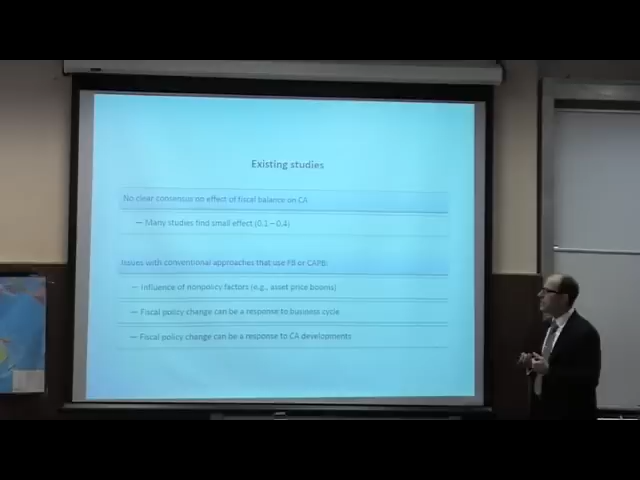 Existing studies
No clear consensus on effect of fiscal balance on CA
— Many studies find small effect (0.1 – 0.4)
Issues with conventional approaches that use FB or CAPB:
— Influence of nonpolicy factors (e.g., asset price booms)
— Fiscal policy change can be a response to business cycle
— Fiscal policy change can be a response to CA developments